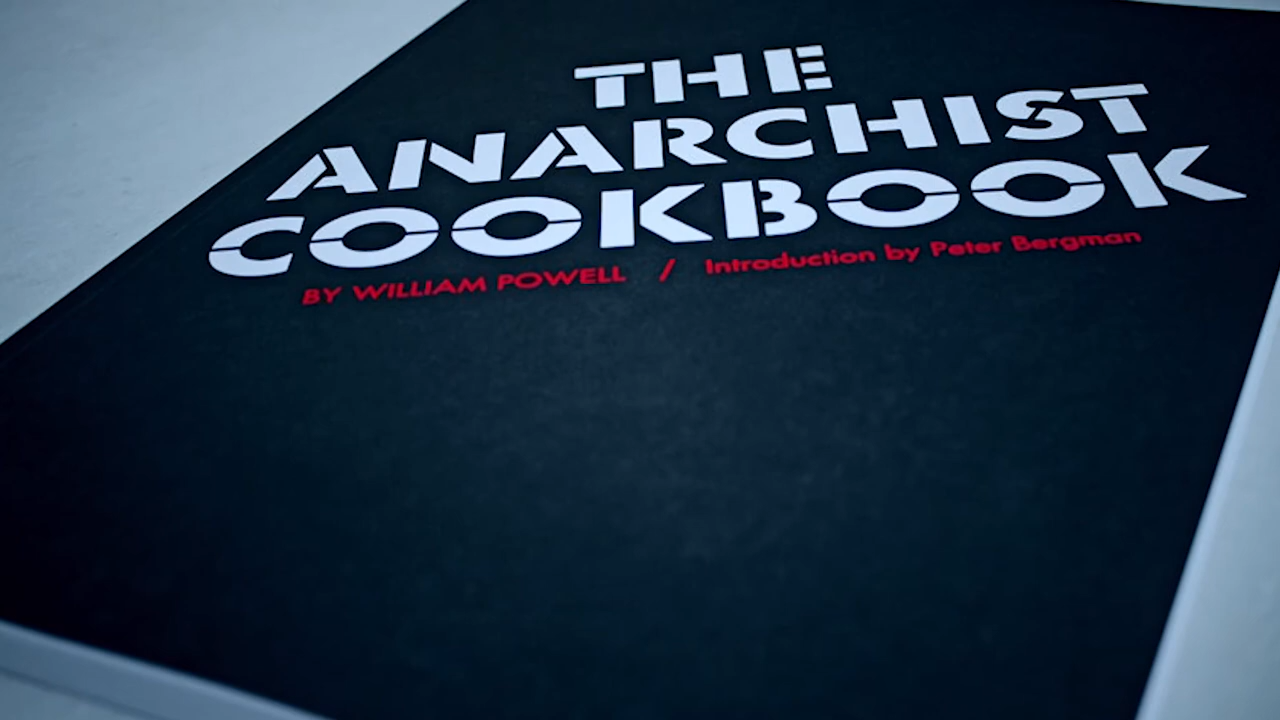 THE
ANARCHIST
COOKBOOK
BY WILLIAM POWELL / Introduction by Peter Bergman